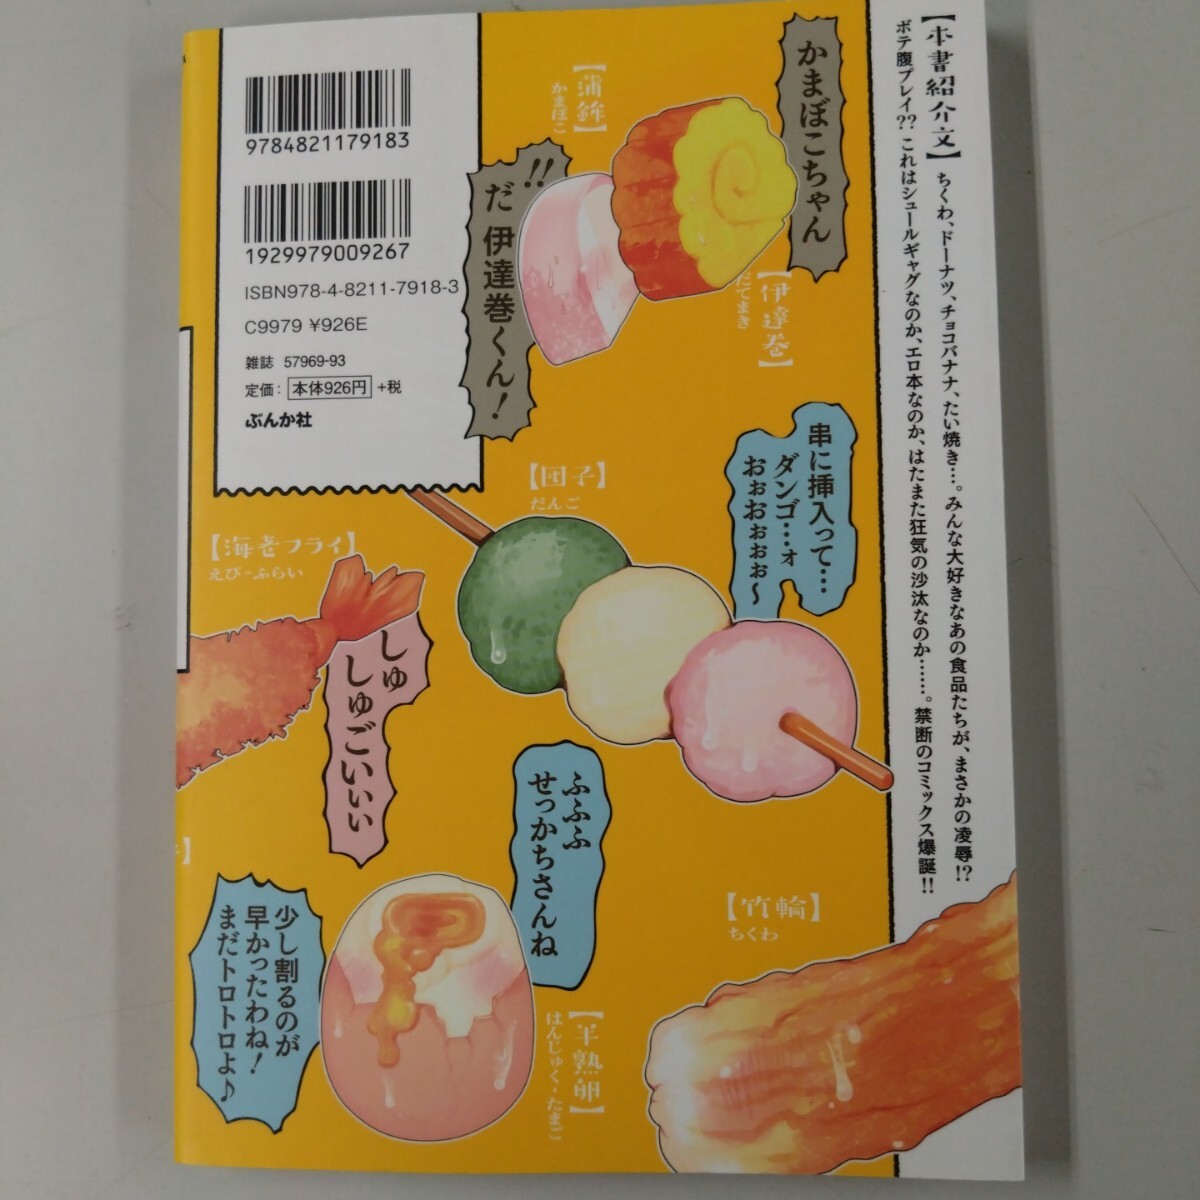 【本書紹介文】ちくわ、ドーナツ、チョコバナナ、たい焼き…。みんな大好きなあの食品たちが、まさかの凌辱!?
ボテ腹プレイ?? これはシュールギャグなのか、エロ本なのか、はたまた狂気の沙汰なのか……。禁断のコミックス爆誕!!
9784821179183
1929979009267
ISBN978-4-8211-7918-3
C9979 ¥926E
雑誌 57969-93
定価: 本体926円 +税
ぶんか社
【蒲鉾】
かまぼこ
かまぼこちゃん
だ 伊達巻くん!
!!
【伊達巻】
だてまき
【団子】
だんご
串に挿入って…
ダンゴ…ォ
おぉおぉぉぉ～
【海老フライ】
えび-ふらい
しゅ
しゅごいぃぃ
ふふふ
せっかちさんね
少し割るのが
早かったわね!
まだトロトロよ♪
【半熟卵】
はんじゅく-たまご
【竹輪】
ちくわ